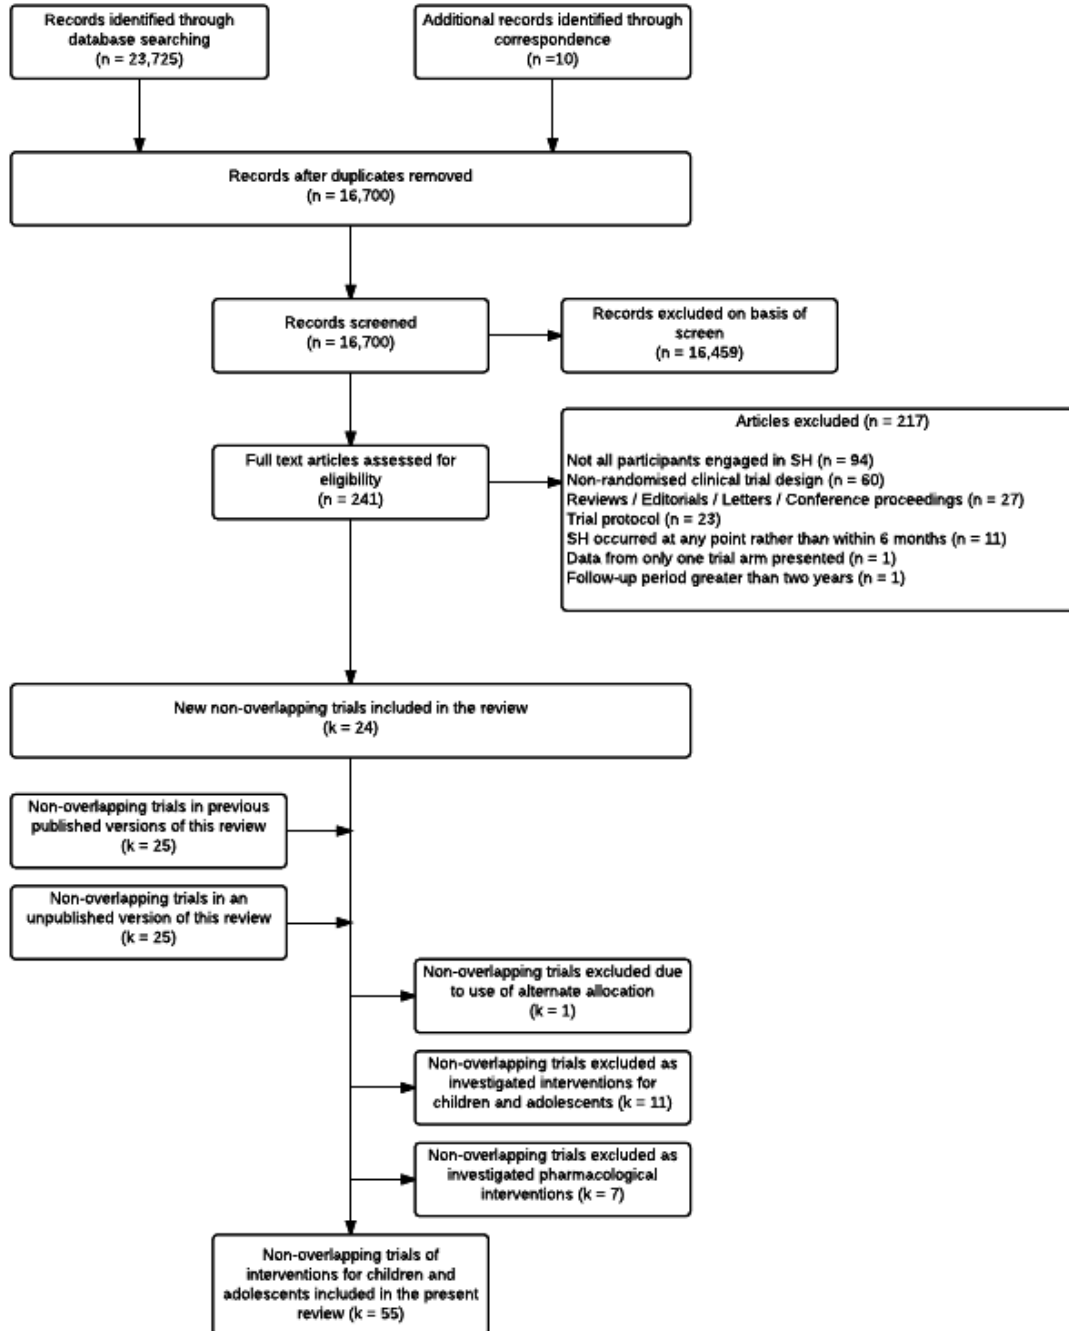 Records identified through
database searching
(n = 23,725)
Additional records identified through
correspondence
(n =10)
Records after duplicates removed
(n = 16,700)
Records screened
(n = 16,700)
Records excluded on basis of
screen
(n = 16,459)
Full text articles assessed for
eligibility
(n = 241)
Articles excluded (n = 217)
Not all participants engaged in SH (n = 94)
Non-randomised clinical trial design (n = 60)
Reviews / Editorials / Letters / Conference proceedings (n = 27)
Trial protocol (n = 23)
SH occurred at any point rather than within 6 months (n = 11)
Data from only one trial arm presented (n = 1)
Follow-up period greater than two years (n = 1)
New non-overlapping trials included in the review
(k = 24)
Non-overlapping trials in previous
published versions of this review
(k = 25)
Non-overlapping trials in an
unpublished version of this review
(k = 25)
Non-overlapping trials excluded due
to use of alternate allocation
(k = 1)
Non-overlapping trials excluded as
investigated interventions for
children and adolescents (k = 11)
Non-overlapping trials excluded as
investigated pharmacological
interventions (k = 7)
Non-overlapping trials of
interventions for children and
adolescents included in the present
review (k = 55)